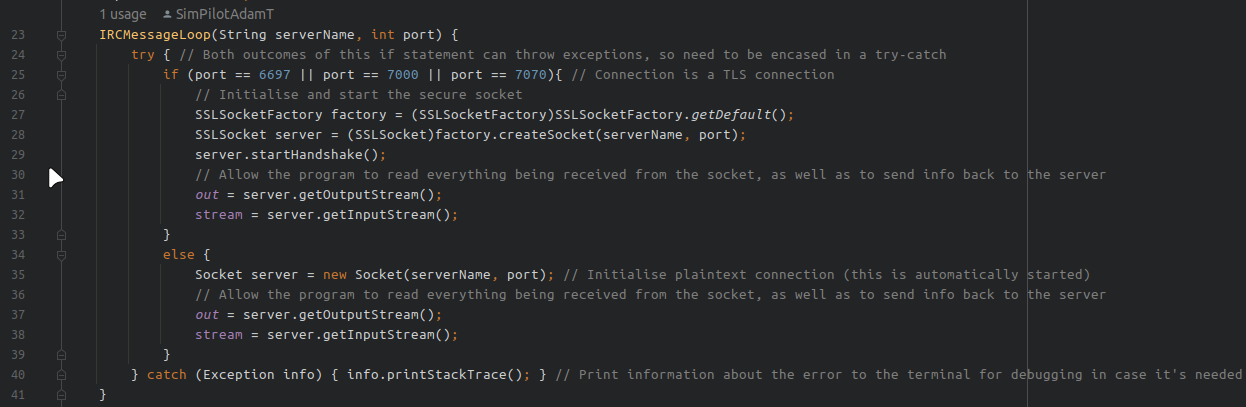 1 usage SimPilotAdamT
23 IRCMessageLoop(String serverName, int port) {
24 try { // Both outcomes of this if statement can throw exceptions, so need to be encased in a try-catch
25 if (port == 6697 || port == 7000 || port == 7070){ // Connection is a TLS connection
26 // Initialise and start the secure socket
27 SSLSocketFactory factory = (SSLSocketFactory)SSLSocketFactory.getDefault();
28 SSLSocket server = (SSLSocket)factory.createSocket(serverName, port);
29 server.startHandshake();
30 // Allow the program to read everything being received from the socket, as well as to send info back to the server
31 out = server.getOutputStream();
32 stream = server.getInputStream();
33 }
34 else {
35 Socket server = new Socket(serverName, port); // Initialise plaintext connection (this is automatically started)
36 // Allow the program to read everything being received from the socket, as well as to send info back to the server
37 out = server.getOutputStream();
38 stream = server.getInputStream();
39 }
40 } catch (Exception info) { info.printStackTrace(); } // Print information about the error to the terminal for debugging in case it's needed
41 }